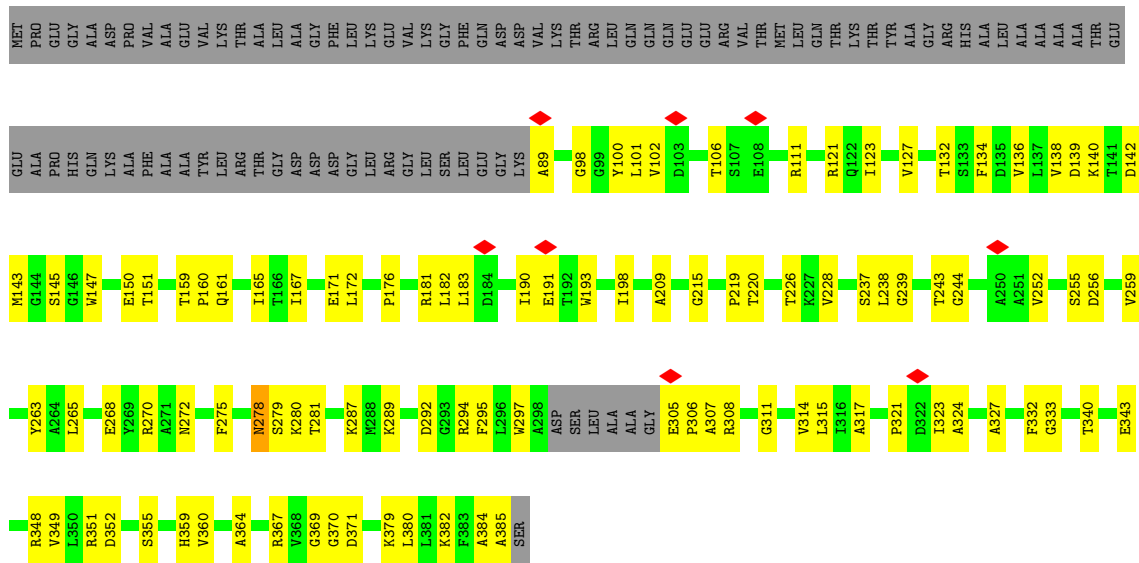 MET PRO GLU GLY ALA ASP PRO VAL ALA GLU VAL LYS THR ALA LEU ALA GLY PHE LEU LYS GLU VAL LYS GLY PHE GLN ASP ASP VAL LYS THR ARG LEU GLN GLN GLN GLU GLU ARG VAL THR MET LEU GLN THR LYS THR TYR ALA GLY ARG HIS ALA LEU ALA ALA ALA ALA THR GLU
GLU ALA PRO HIS GLN LYS ALA PHE ALA ALA TYR LEU ARG THR GLY ASP ASP ASP GLY LEU ARG GLY LEU SER LEU GLU GLY LYS A89 G98 G99 Y100 L101 V102 D103 T106 S107 E108 R111 R121 Q122 I123 V127 T132 S133 F134 D135 V136 L137 V138 D139 K140 T141 D142
M143 G144 S145 G146 W147 E150 T151 T159 P160 Q161 I165 T166 I167 E171 L172 P176 R181 L182 L183 D184 I190 E191 T192 W193 I198 A209 G215 P219 T220 T226 K227 V228 S237 L238 G239 T243 G244 A250 A251 V252 S255 D256 V259
Y263 A264 L265 E268 Y269 R270 A271 N272 F275 N278 S279 K280 T281 K287 M288 K289 D292 G293 R294 F295 L296 W297 A298 ASP SER LEU ALA ALA GLY E305 P306 A307 R308 G311 V314 L315 I316 A317 P321 D322 I323 A324 A327 F332 G333 T340 E343
R348 V349 L350 R351 D352 S355 H359 V360 A364 R367 V368 G369 G370 D371 K379 L380 L381 K382 F383 A384 A385 SER